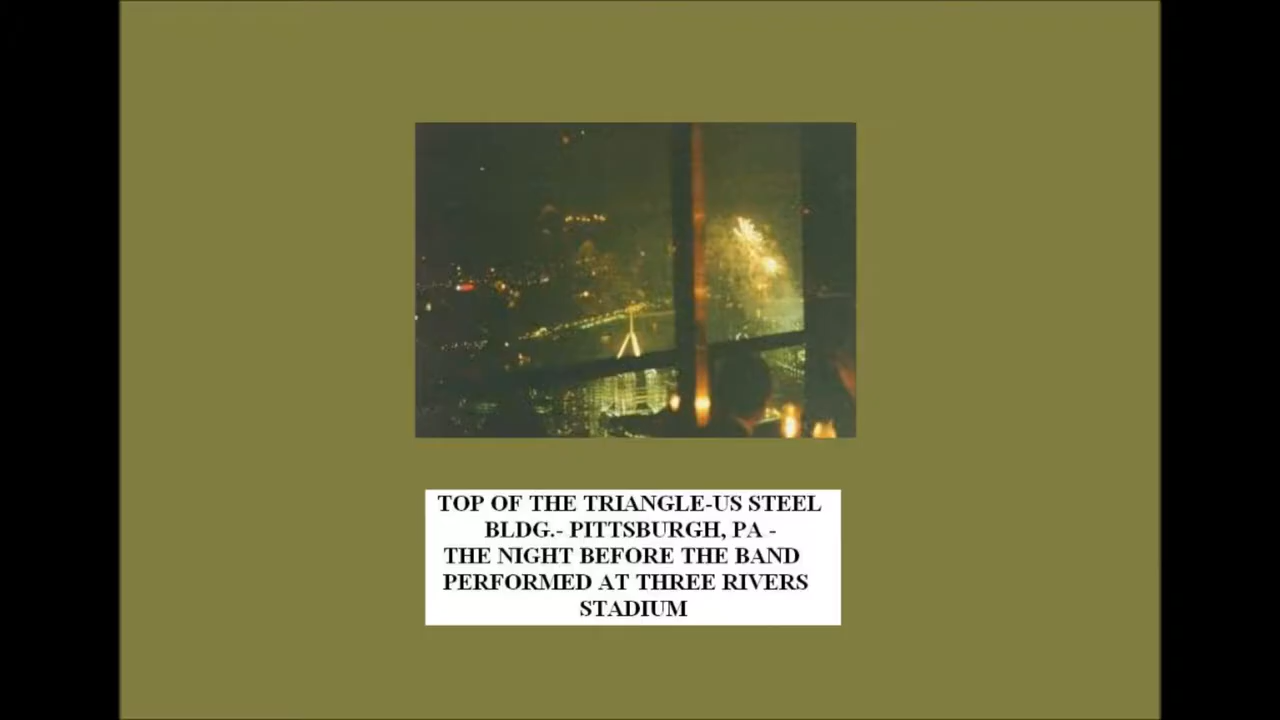 TOP OF THE TRIANGLE-US STEEL
BLDG.- PITTSBURGH, PA -
THE NIGHT BEFORE THE BAND
PERFORMED AT THREE RIVERS
STADIUM